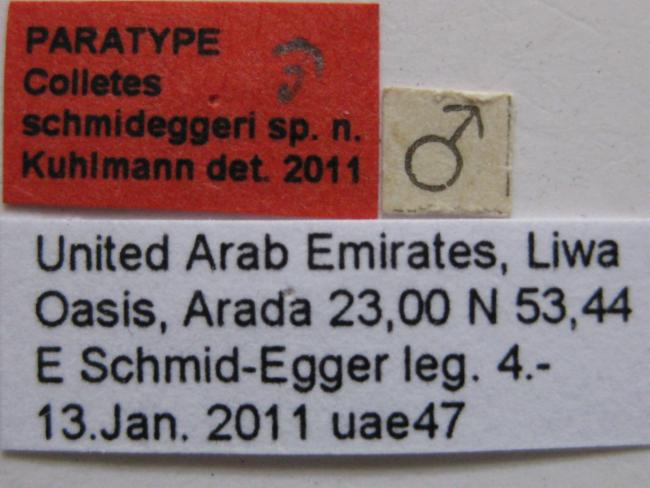 PARATYPE
Colletes
schmideggeri sp. n.
Kuhlmann det. 2011
♂
United Arab Emirates, Liwa
Oasis, Arada 23,00 N 53,44
E Schmid-Egger leg. 4.-
13.Jan. 2011 uae47